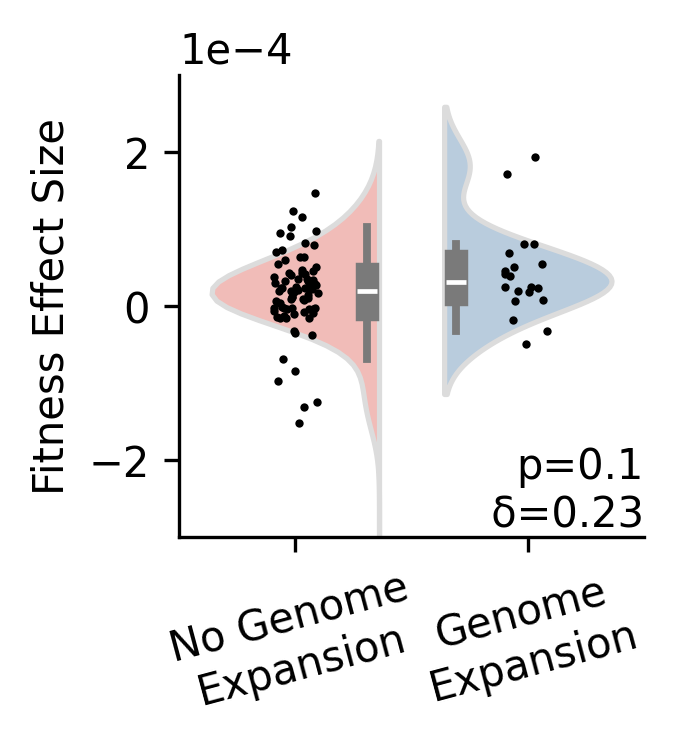 1e−4
Fitness Effect Size
2
0
−2
p=0.1
δ=0.23
No Genome
Expansion
Genome
Expansion